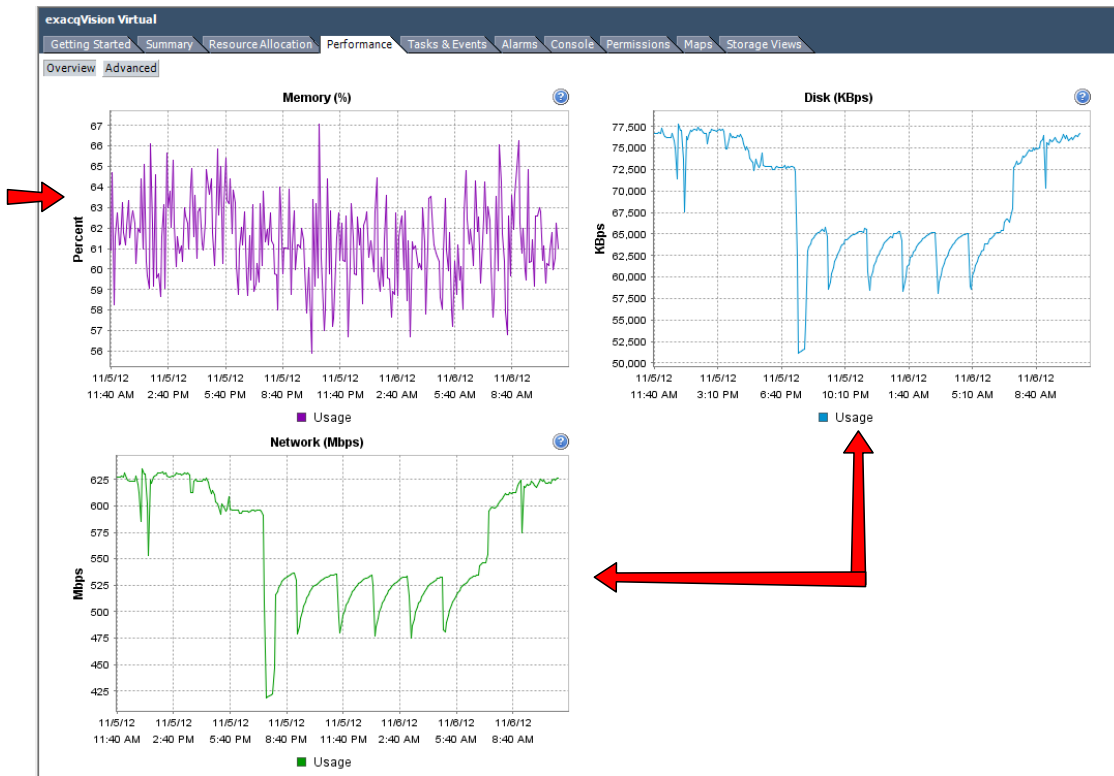 exacqVision Virtual
Getting Started Summary Resource Allocation Performance Tasks & Events Alarms Console Permissions Maps Storage Views
Overview Advanced
Memory (%)
?
67
66
65
64
63
62
61
60
59
58
57
56
Percent
11/5/12 11/5/12 11/5/12 11/5/12 11/5/12 11/6/12 11/6/12 11/6/12
11:40 AM 2:40 PM 5:40 PM 8:40 PM 11:40 PM 2:40 AM 5:40 AM 8:40 AM
Usage
Disk (KBps)
?
77,500
75,000
72,500
70,000
67,500
65,000
62,500
60,000
57,500
55,000
52,500
50,000
KBps
11/5/12 11/5/12 11/5/12 11/5/12 11/6/12 11/6/12 11/6/12
11:40 AM 3:10 PM 6:40 PM 10:10 PM 1:40 AM 5:10 AM 8:40 AM
Usage
Network (Mbps)
?
625
600
575
550
525
500
475
450
425
Mbps
11/5/12 11/5/12 11/5/12 11/5/12 11/5/12 11/6/12 11/6/12 11/6/12
11:40 AM 2:40 PM 5:40 PM 8:40 PM 11:40 PM 2:40 AM 5:40 AM 8:40 AM
Usage